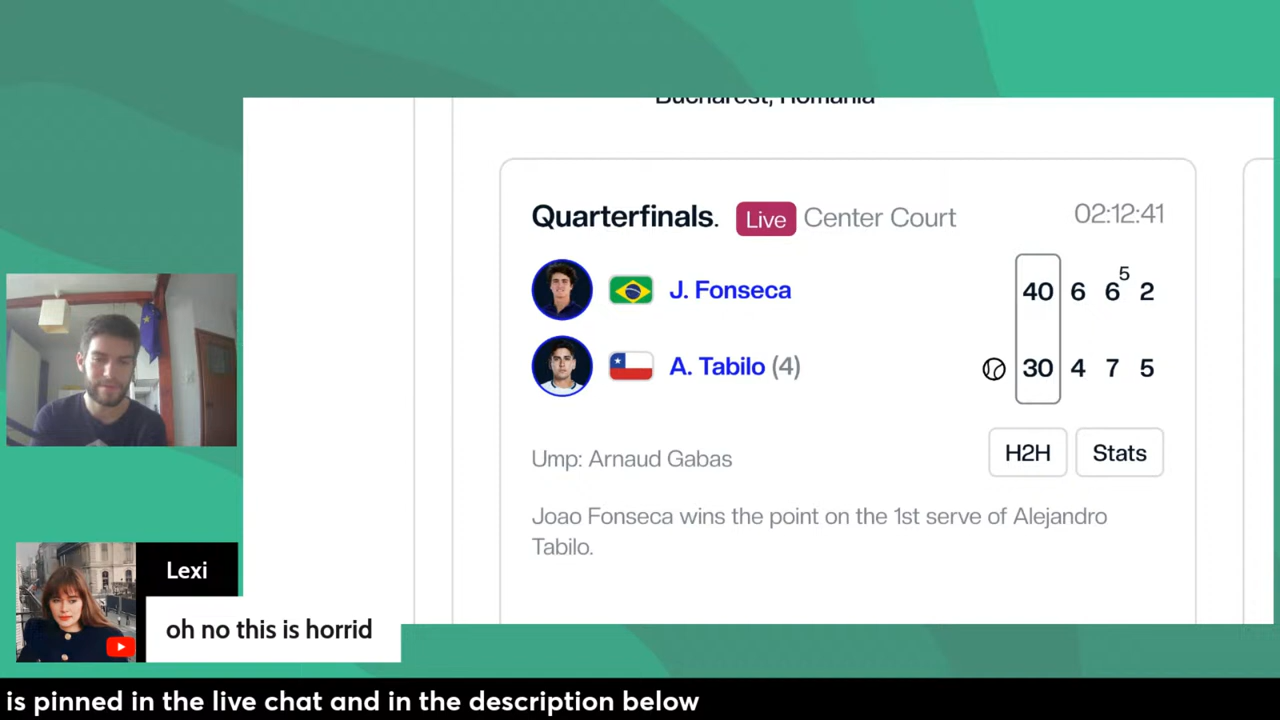 Bucharest, Romania
Quarterfinals. Live Center Court 02:12:41
J. Fonseca 40 6 6 5 2
A. Tabilo (4) 30 4 7 5
H2H Stats
Ump: Arnaud Gabas
Joao Fonseca wins the point on the 1st serve of Alejandro
Tabilo.
Lexi
oh no this is horrid
is pinned in the live chat and in the description below